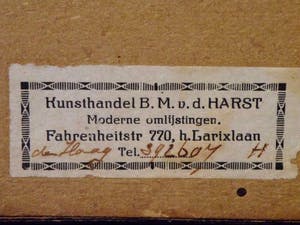 Kunsthandel B. M. v. d. HARST
Moderne omlijstingen.
Fahrenheitstr 770, h. Larixlaan
den Haag Tel. 392607 H